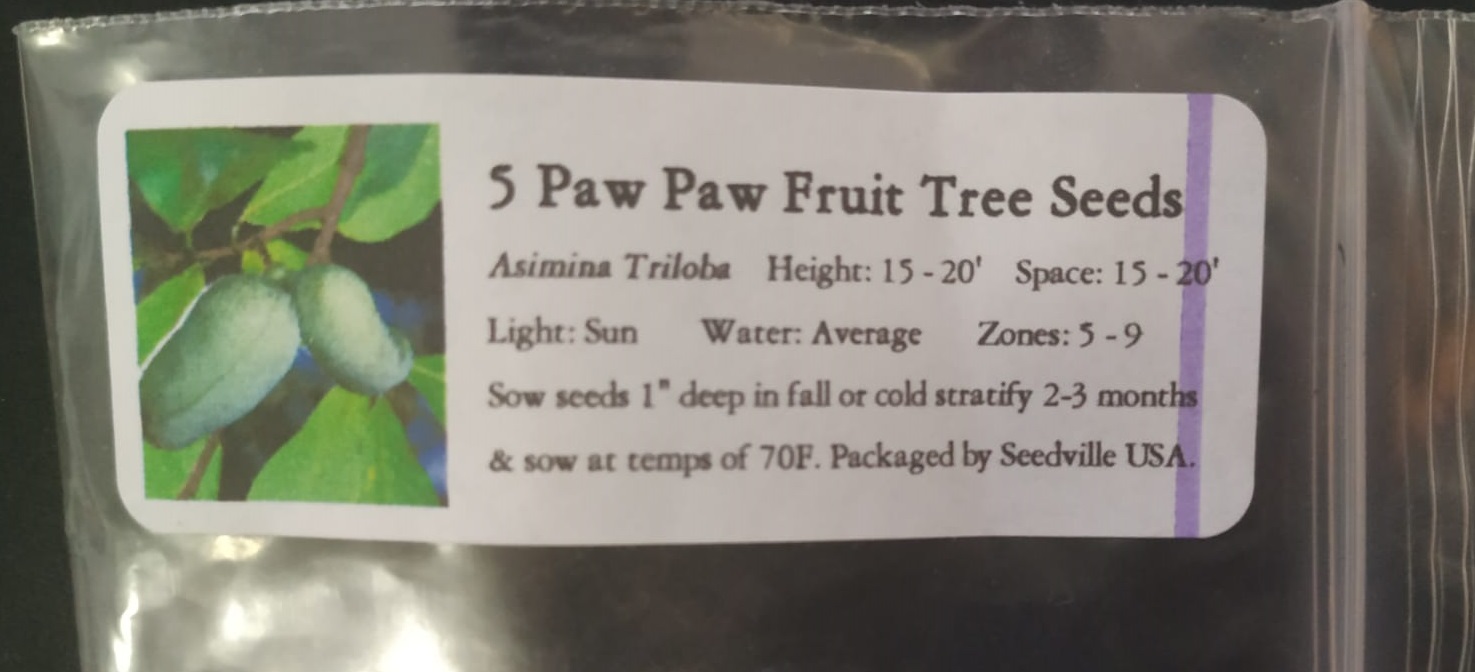 5 Paw Paw Fruit Tree Seeds
Asimina Triloba Height: 15 - 20' Space: 15 - 20'
Light: Sun Water: Average Zones: 5 - 9
Sow seeds 1" deep in fall or cold stratify 2-3 months
& sow at temps of 70F. Packaged by Seedville USA.